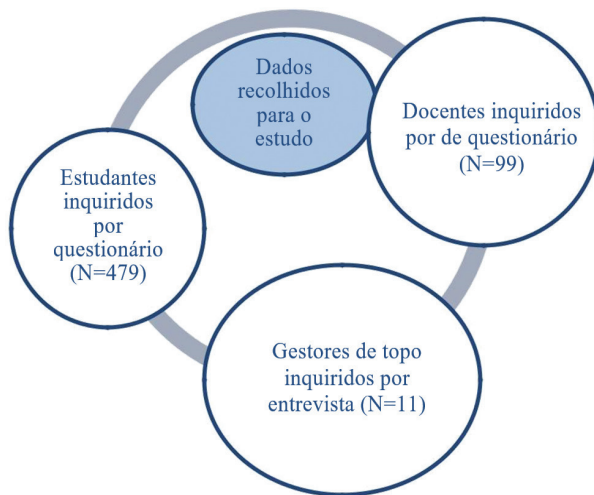 Dados
recolhidos
para o
estudo
Docentes inquiridos
por de questionário
(N=99)
Estudantes
inquiridos
por
questionário
(N=479)
Gestores de topo
inquiridos por
entrevista (N=11)